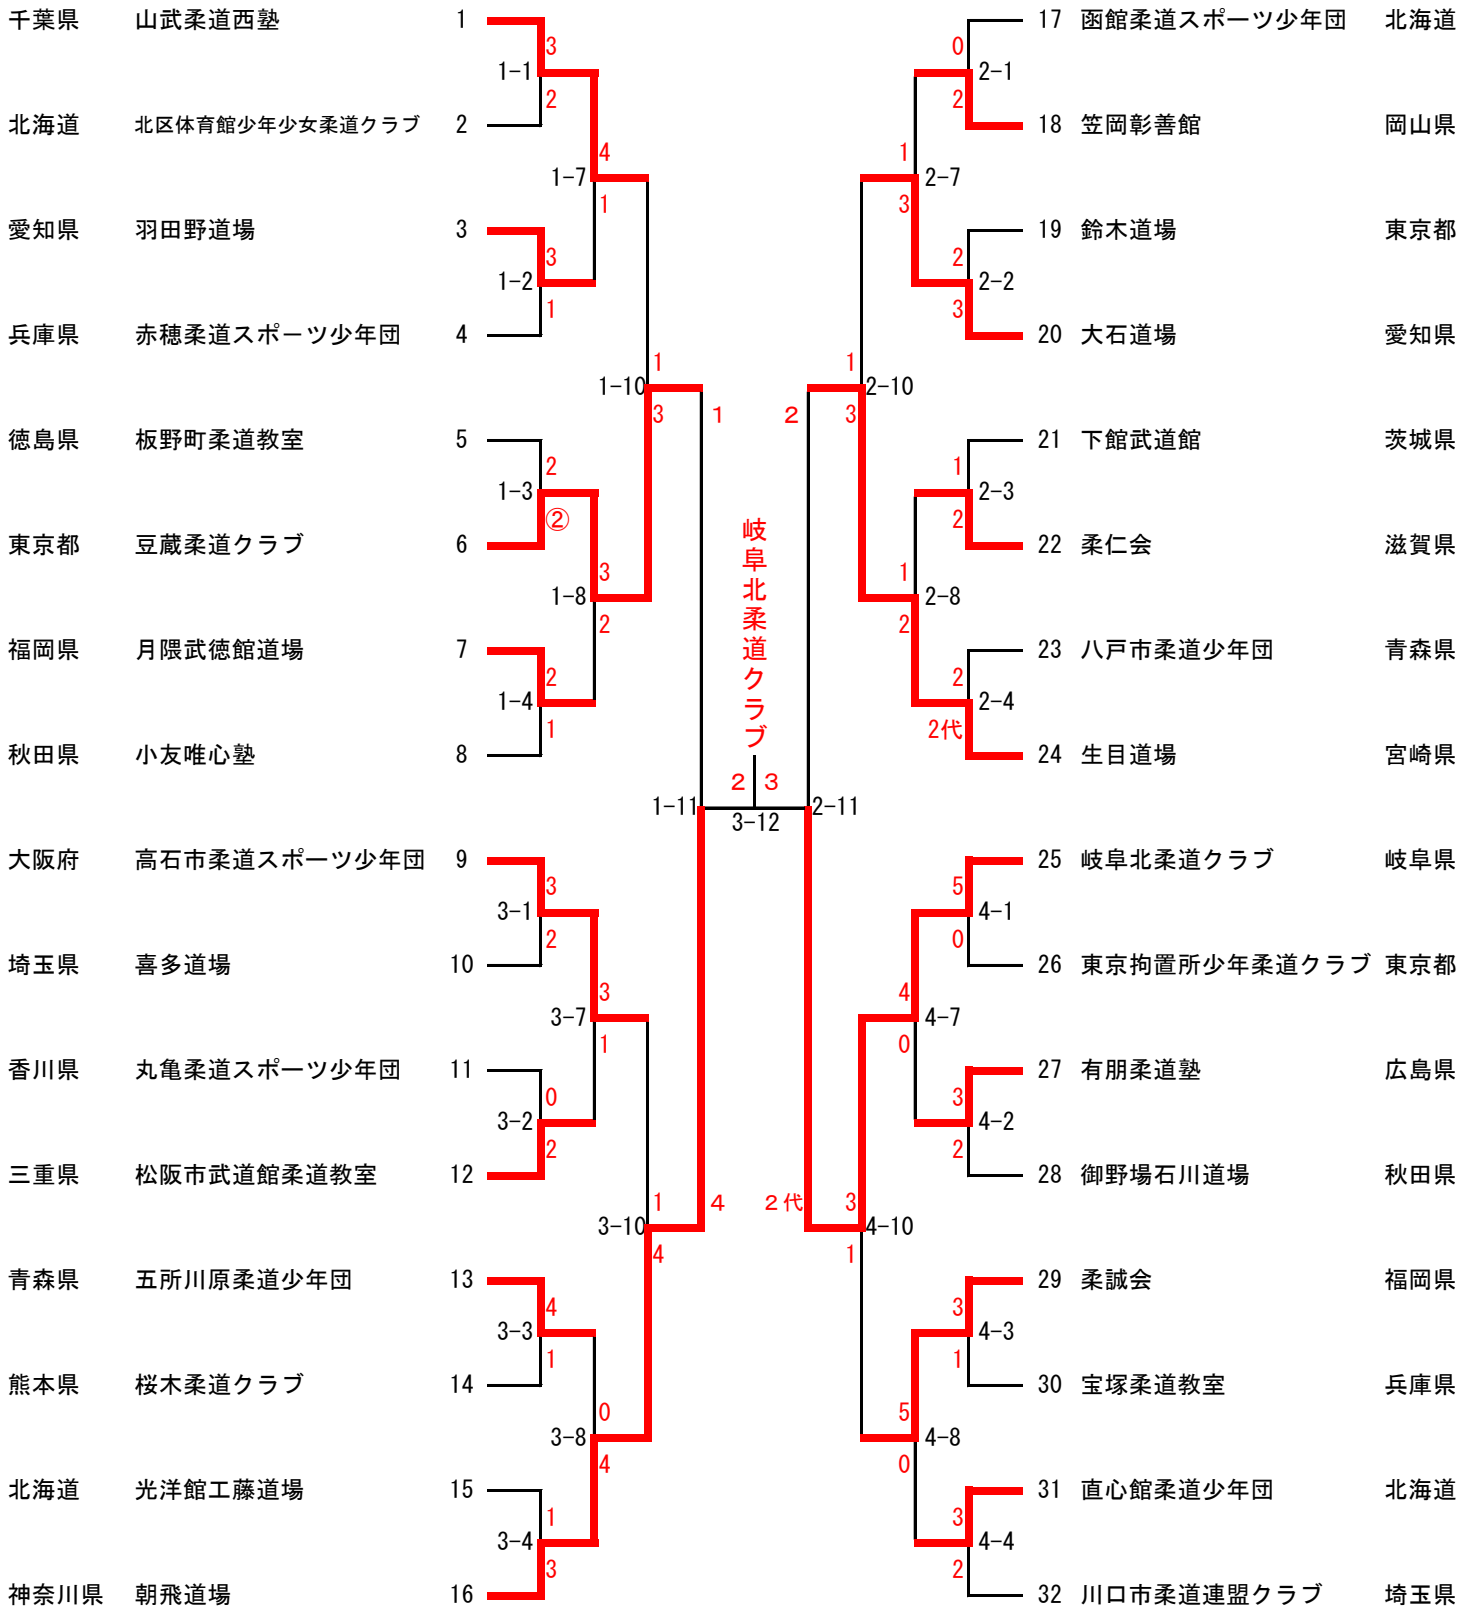 千葉県 山武柔道西塾 1
3
1-1
2
北海道 北区体育館少年少女柔道クラブ 2
4
1-7
1
愛知県 羽田野道場 3
3
1-2
1
兵庫県 赤穂柔道スポーツ少年団 4
1
1-10
3
1
徳島県 板野町柔道教室 5
2
1-3
②
東京都 豆蔵柔道クラブ 6
3
1-8
2
福岡県 月隈武徳館道場 7
2
1-4
1
秋田県 小友唯心塾 8
1-11
大阪府 高石市柔道スポーツ少年団 9
3
3-1
2
埼玉県 喜多道場 10
3
3-7
1
香川県 丸亀柔道スポーツ少年団 11
0
3-2
2
三重県 松阪市武道館柔道教室 12
1
3-10
4
4
青森県 五所川原柔道少年団 13
4
3-3
1
熊本県 桜木柔道クラブ 14
0
3-8
4
北海道 光洋館工藤道場 15
1
3-4
3
神奈川県 朝飛道場 16
岐阜北柔道クラブ
2 3
3-12
17 函館柔道スポーツ少年団 北海道
0
2-1
2
18 笠岡彰善館 岡山県
1
2-7
3
19 鈴木道場 東京都
2
2-2
3
20 大石道場 愛知県
1
2-10
2
3
21 下館武道館 茨城県
1
2-3
2
22 柔仁会 滋賀県
1
2-8
2
23 八戸市柔道少年団 青森県
2
2-4
2代
24 生目道場 宮崎県
2-11
25 岐阜北柔道クラブ 岐阜県
5
4-1
0
26 東京拘置所少年柔道クラブ 東京都
4
4-7
0
27 有朋柔道塾 広島県
3
4-2
2
28 御野場石川道場 秋田県
2代
3
4-10
1
29 柔誠会 福岡県
3
4-3
1
30 宝塚柔道教室 兵庫県
5
4-8
0
31 直心館柔道少年団 北海道
3
4-4
2
32 川口市柔道連盟クラブ 埼玉県